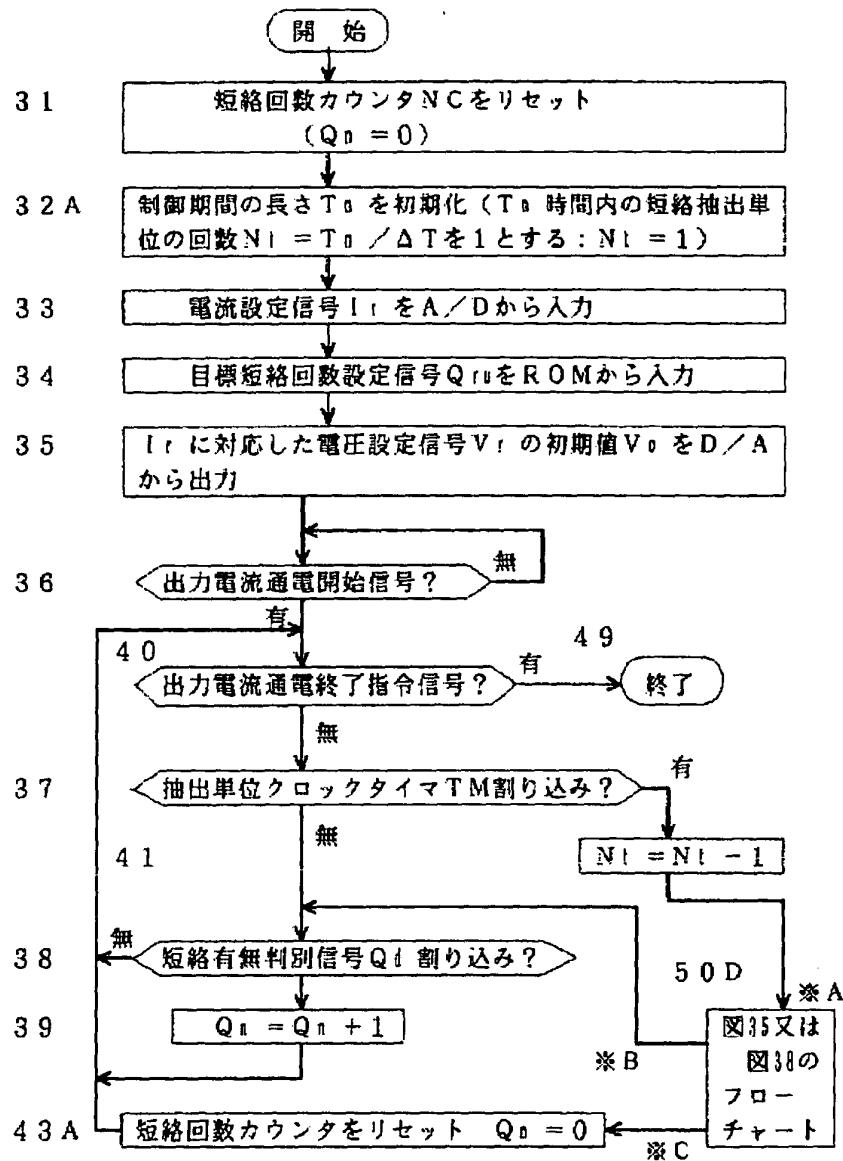 開 始
31
短絡回数カウンタNCをリセット
(Qn =0)
32A
制御期間の長さTn を初期化(Tn 時間内の短絡抽出単
位の回数Nt=Tn /ΔTを1とする:Nt=1)
33
電流設定信号Ir をA/Dから入力
34
目標短絡回数設定信号QruをROMから入力
35
Ir に対応した電圧設定信号Vr の初期値V0 をD/A
から出力
無
36
出力電流通電開始信号?
有
40
49
有
出力電流通電終了指令信号?
終了
無
有
37
抽出単位クロックタイマTM割り込み?
無
Nt =Nt -1
41
無
38
短絡有無判別信号Qd 割り込み?
50D
※A
39
Qn =Qn +1
図35又は
図38の
フロー
チャート
※B
43A
短絡回数カウンタをリセット Qn =0
※C